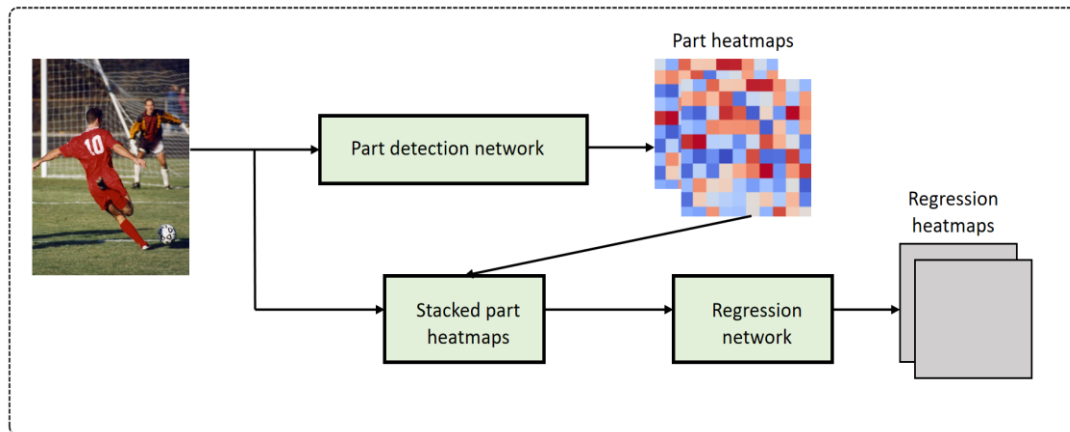 Part heatmaps
10
Part detection network
Regression
heatmaps
Stacked part
heatmaps
Regression
network